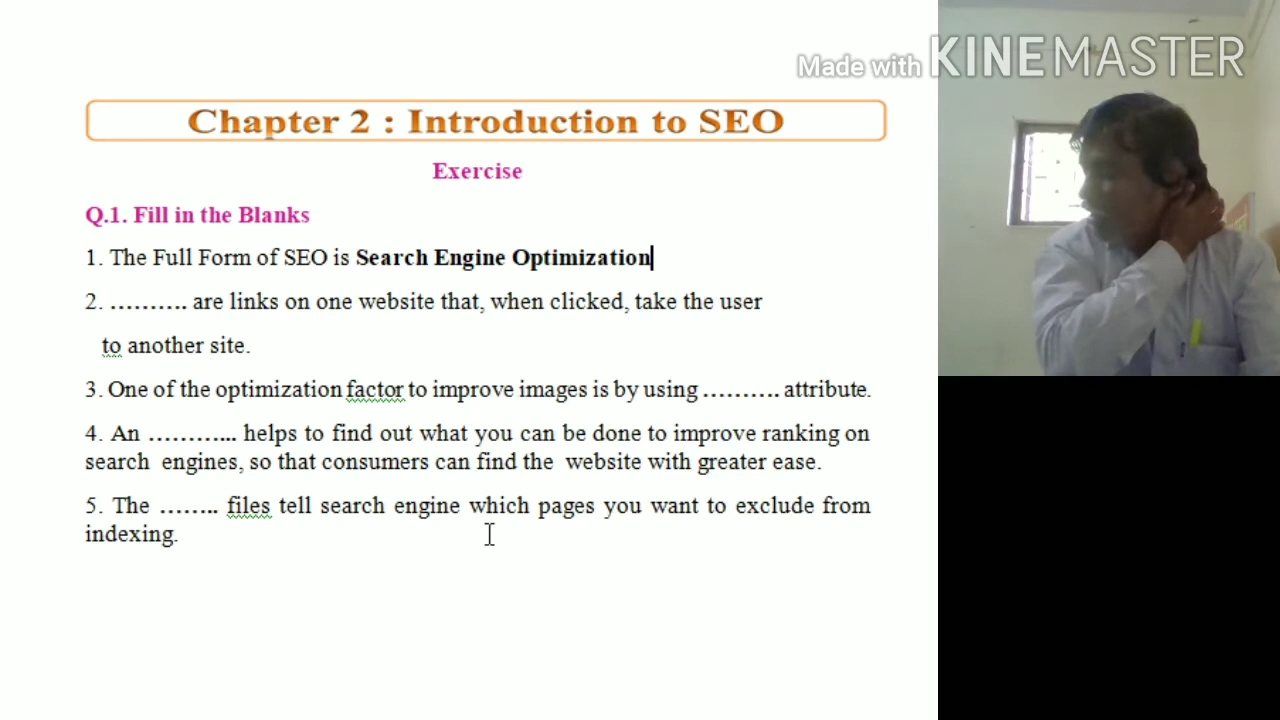 Made with KINEMASTER
Chapter 2 : Introduction to SEO
Exercise
Q.1. Fill in the Blanks
1. The Full Form of SEO is Search Engine Optimization
2. ………. are links on one website that, when clicked, take the user
to another site.
3. One of the optimization factor to improve images is by using ………. attribute.
4. An ………... helps to find out what you can be done to improve ranking on
search engines, so that consumers can find the website with greater ease.
5. The …….. files tell search engine which pages you want to exclude from
indexing.